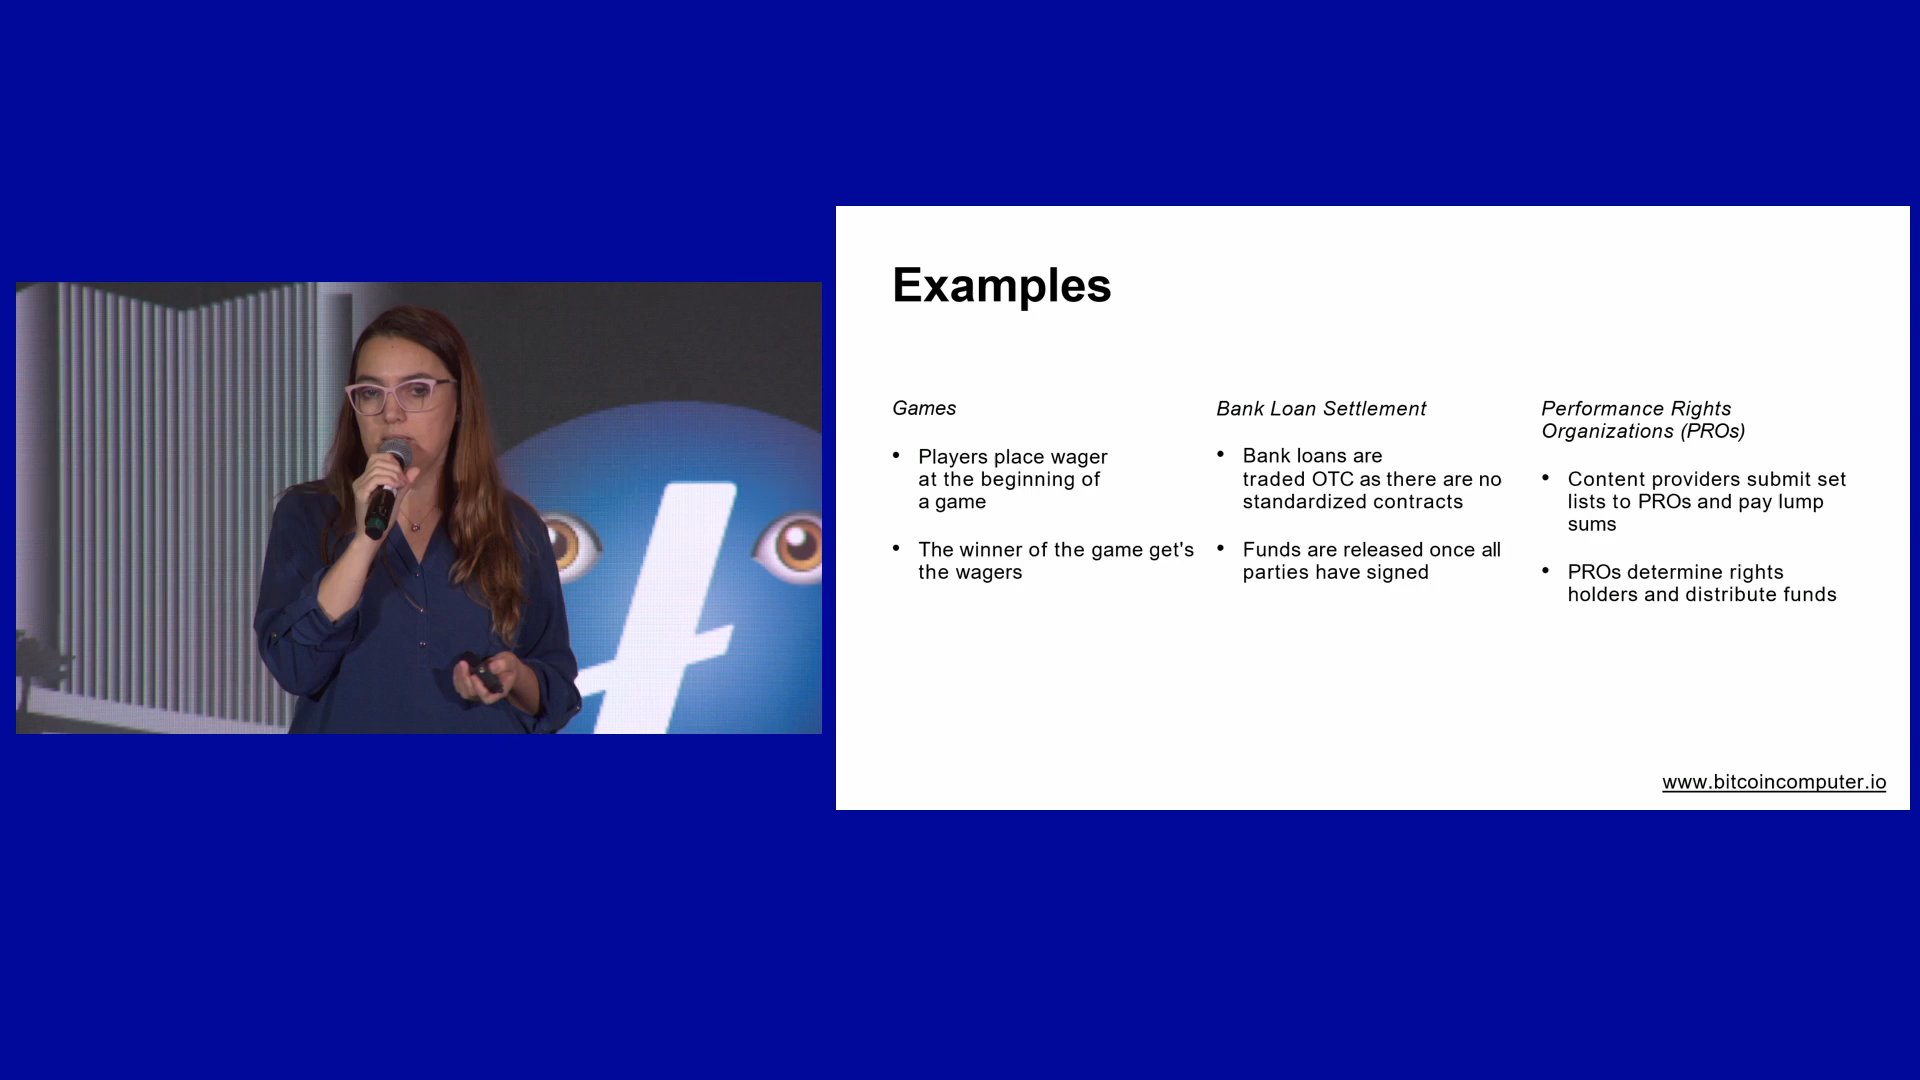 Examples
Games
Players place wager
at the beginning of
a game
The winner of the game get's
the wagers
Bank Loan Settlement
Bank loans are
traded OTC as there are no
standardized contracts
Funds are released once all
parties have signed
Performance Rights
Organizations (PROs)
Content providers submit set
lists to PROs and pay lump
sums
PROs determine rights
holders and distribute funds
www.bitcoincomputer.io